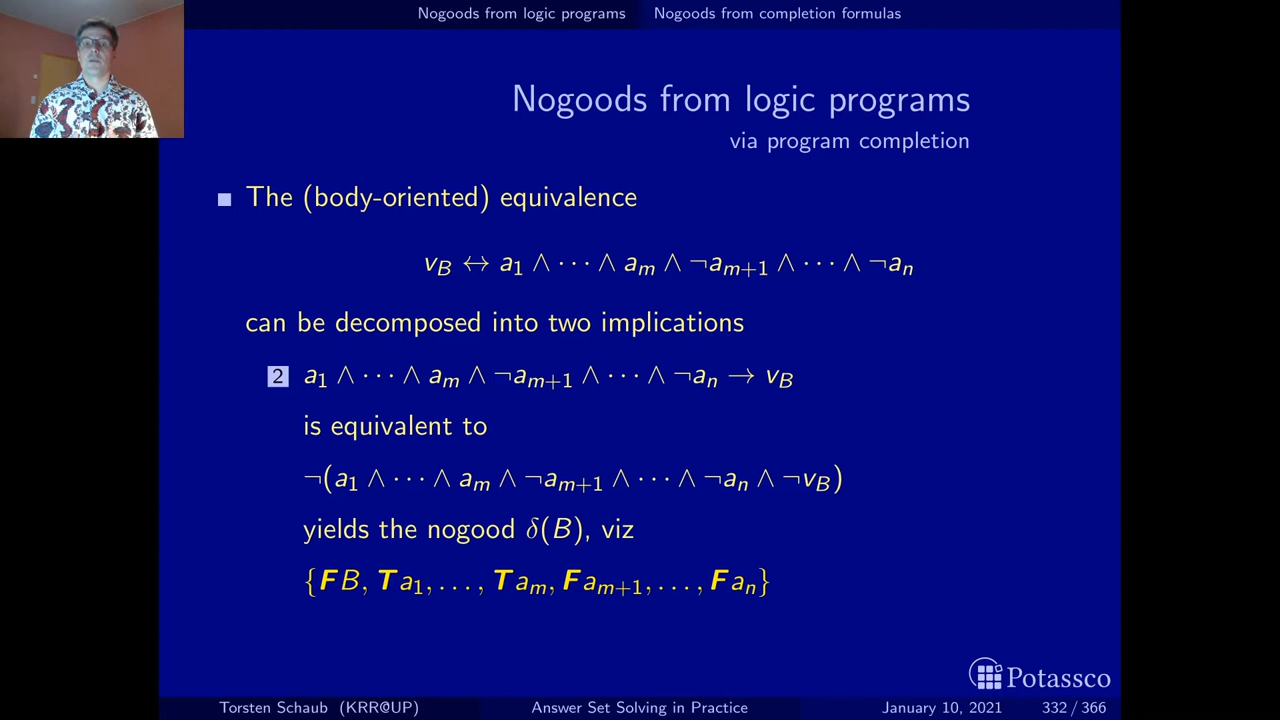 Nogoods from logic programs Nogoods from completion formulas
Nogoods from logic programs
via program completion
The (body-oriented) equivalence
v_B ↔ a_1 ∧ ⋯ ∧ a_m ∧ ¬a_{m+1} ∧ ⋯ ∧ ¬a_n
can be decomposed into two implications
2 a_1 ∧ ⋯ ∧ a_m ∧ ¬a_{m+1} ∧ ⋯ ∧ ¬a_n → v_B
is equivalent to
¬(a_1 ∧ ⋯ ∧ a_m ∧ ¬a_{m+1} ∧ ⋯ ∧ ¬a_n ∧ ¬v_B)
yields the nogood δ(B), viz
{FB, Ta_1, …, Ta_m, Fa_{m+1}, …, Fa_n}
Potassco
Torsten Schaub (KRR@UP) Answer Set Solving in Practice January 10, 2021 332 / 366